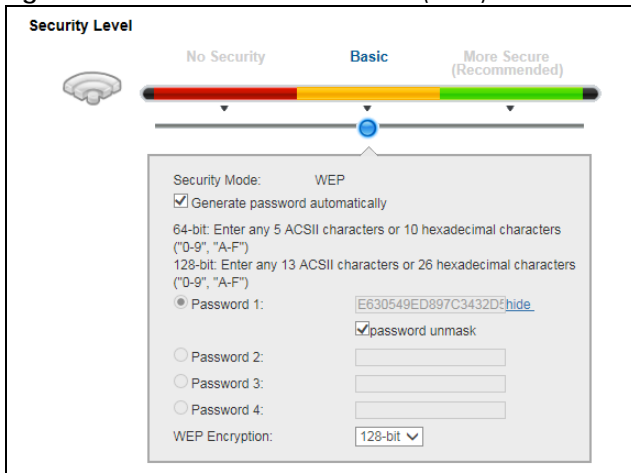 Security Level
No Security Basic More Secure
(Recommended)
Security Mode: WEP
Generate password automatically
64-bit: Enter any 5 ACSII characters or 10 hexadecimal characters
("0-9", "A-F")
128-bit: Enter any 13 ACSII characters or 26 hexadecimal characters
("0-9", "A-F")
Password 1: E630549ED897C3432D5 hide
password unmask
Password 2:
Password 3:
Password 4:
WEP Encryption: 128-bit